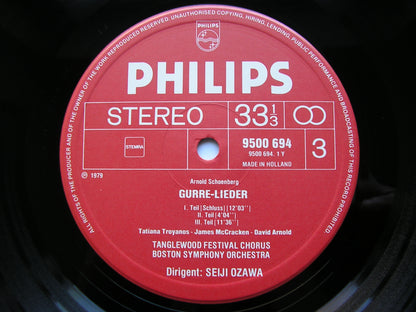 ALL RIGHTS OF THE PRODUCER AND OF THE OWNER OF THE WORK REPRODUCED RESERVED. UNAUTHORISED COPYING, HIRING, LENDING, PUBLIC PERFORMANCE AND BROADCASTING OF THIS RECORD PROHIBITED
PHILIPS
PHILIPS
STEREO
33 1/3
STEMRA
9500 694
9500 694. 1 Y
MADE IN HOLLAND
3
℗ 1979
Arnold Schoenberg
GURRE-LIEDER
I. Teil [Schluss] [12'03'']
II. Teil [4'04'']
III. Teil [11'36'']
Tatiana Troyanos - James McCracken - David Arnold
TANGLEWOOD FESTIVAL CHORUS
BOSTON SYMPHONY ORCHESTRA
Dirigent: SEIJI OZAWA